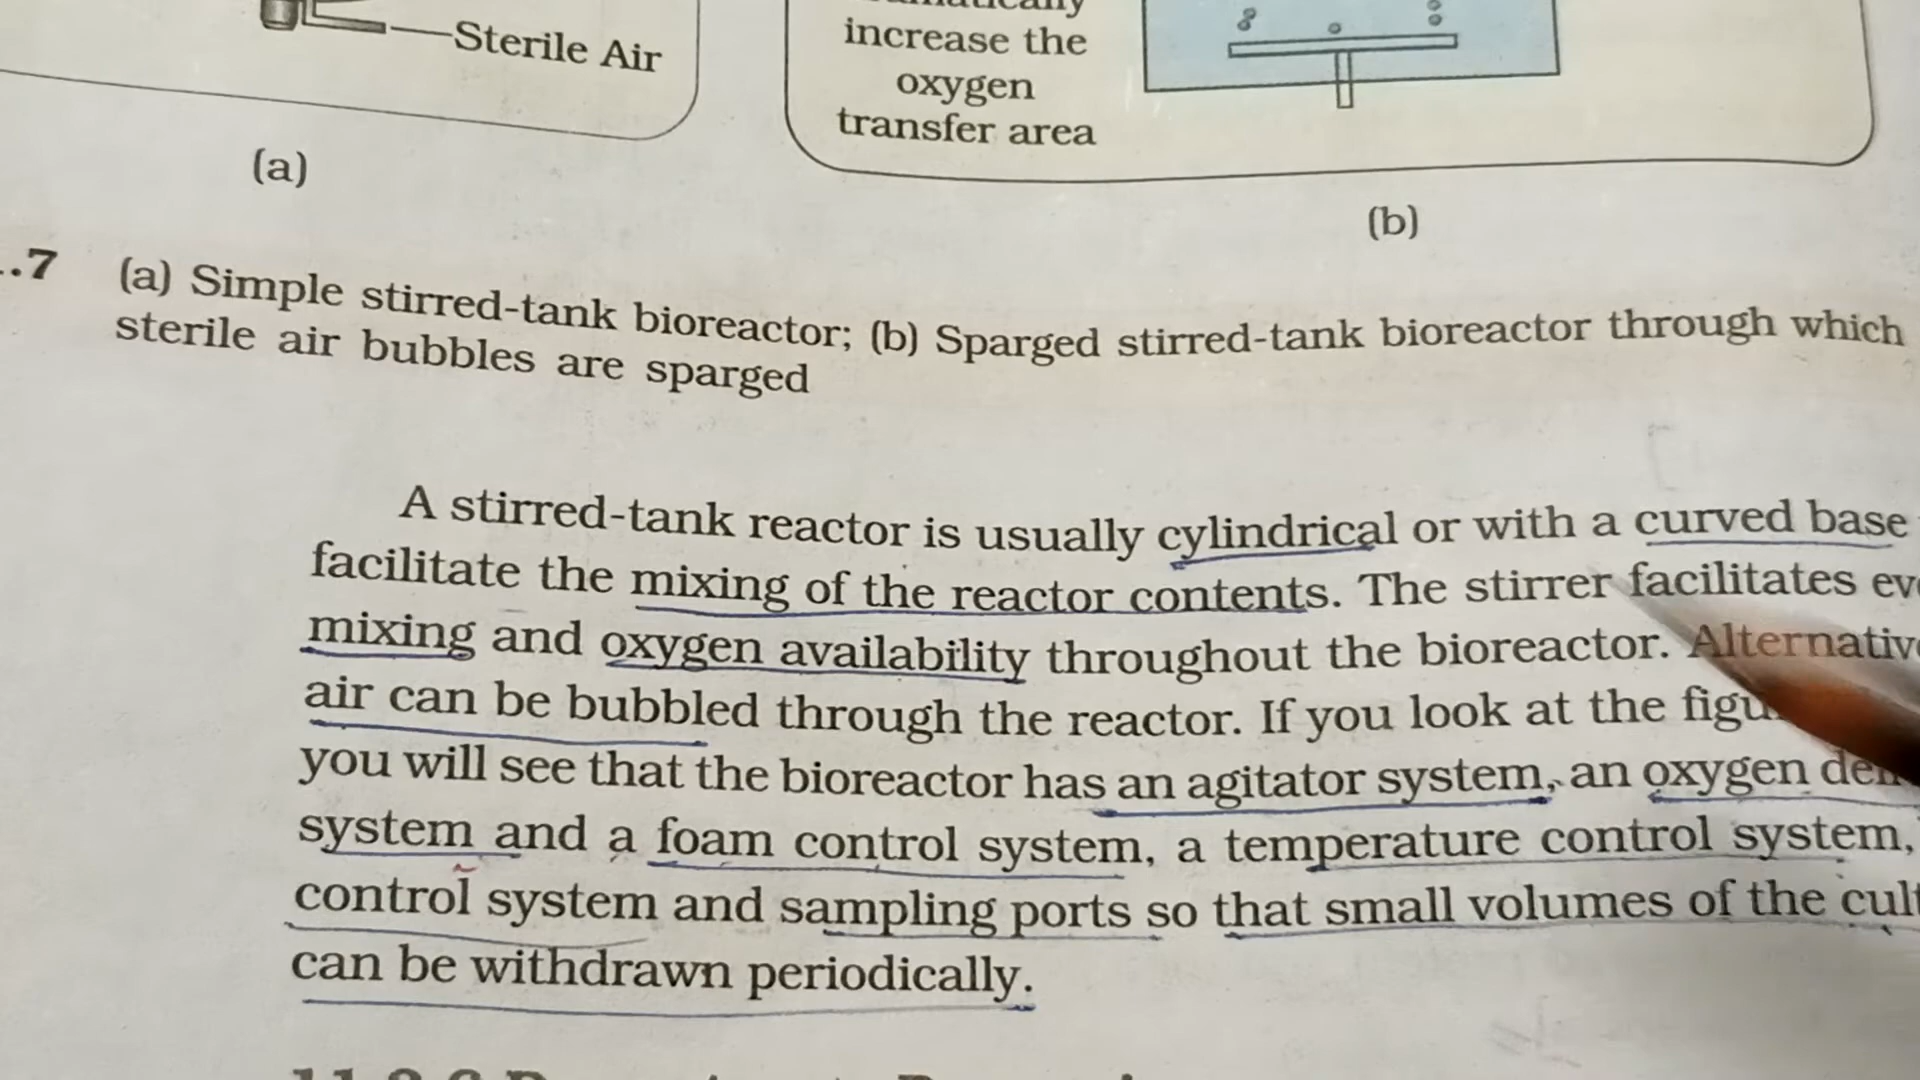 Sterile Air
increase the
oxygen
transfer area
(a)
(b)
.7 (a) Simple stirred-tank bioreactor; (b) Sparged stirred-tank bioreactor through which
sterile air bubbles are sparged
A stirred-tank reactor is usually cylindrical or with a curved base
facilitate the mixing of the reactor contents. The stirrer facilitates
mixing and oxygen availability throughout the bioreactor.
air can be bubbled through the reactor. If you look at the
you will see that the bioreactor has an agitator system, an oxygen
system and a foam control system, a temperature control system,
control system and sampling ports so that small volumes of the
can be withdrawn periodically.